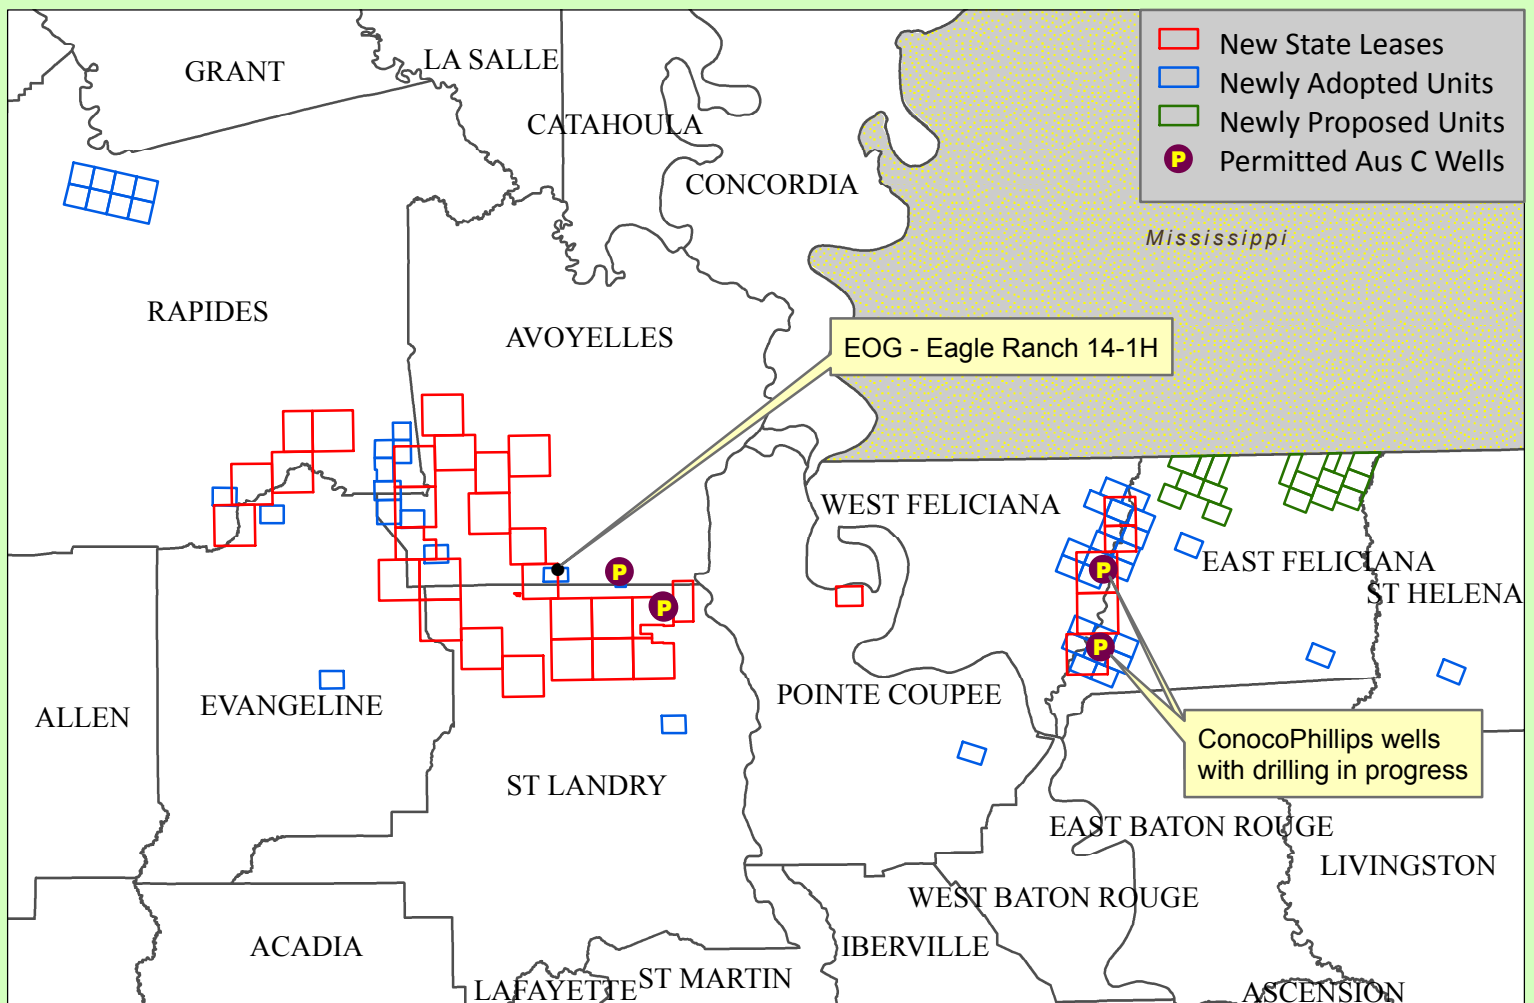 New State Leases
Newly Adopted Units
Newly Proposed Units
P Permitted Aus C Wells
GRANT
LA SALLE
CATAHOULA
CONCORDIA
Mississippi
RAPIDES
AVOYELLES
EOG - Eagle Ranch 14-1H
WEST FELICIANA
EAST FELICIANA
ST HELENA
P
P
P
P
ALLEN
EVANGELINE
POINTE COUPEE
ST LANDRY
ConocoPhillips wells
with drilling in progress
EAST BATON ROUGE
LIVINGSTON
WEST BATON ROUGE
ACADIA
IBERVILLE
ST MARTIN
LAFAYETTE
ASCENSION